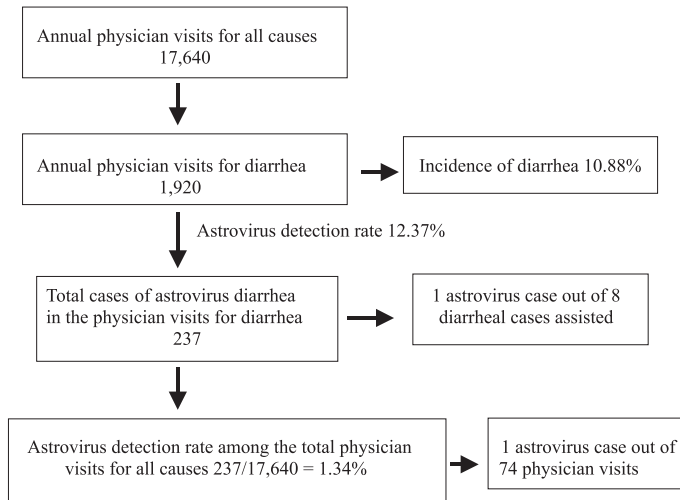 Annual physician visits for all causes
17,640
Annual physician visits for diarrhea
1,920
Incidence of diarrhea 10.88%
Astrovirus detection rate 12.37%
Total cases of astrovirus diarrhea
in the physician visits for diarrhea
237
1 astrovirus case out of 8
diarrheal cases assisted
Astrovirus detection rate among the total physician
visits for all causes 237/17,640 = 1.34%
1 astrovirus case out of
74 physician visits